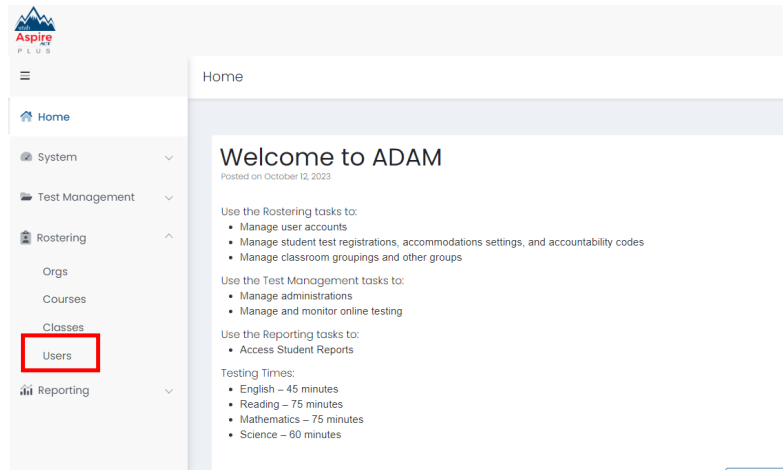 utah
Aspire
ACT
PLUS
Home
Home
System
Test Management
Rostering
Orgs
Courses
Classes
Users
Reporting
Welcome to ADAM
Posted on October 12, 2023
Use the Rostering tasks to:
• Manage user accounts
• Manage student test registrations, accommodations settings, and accountability codes
• Manage classroom groupings and other groups
Use the Test Management tasks to:
• Manage administrations
• Manage and monitor online testing
Use the Reporting tasks to:
• Access Student Reports
Testing Times:
• English – 45 minutes
• Reading – 75 minutes
• Mathematics – 75 minutes
• Science – 60 minutes